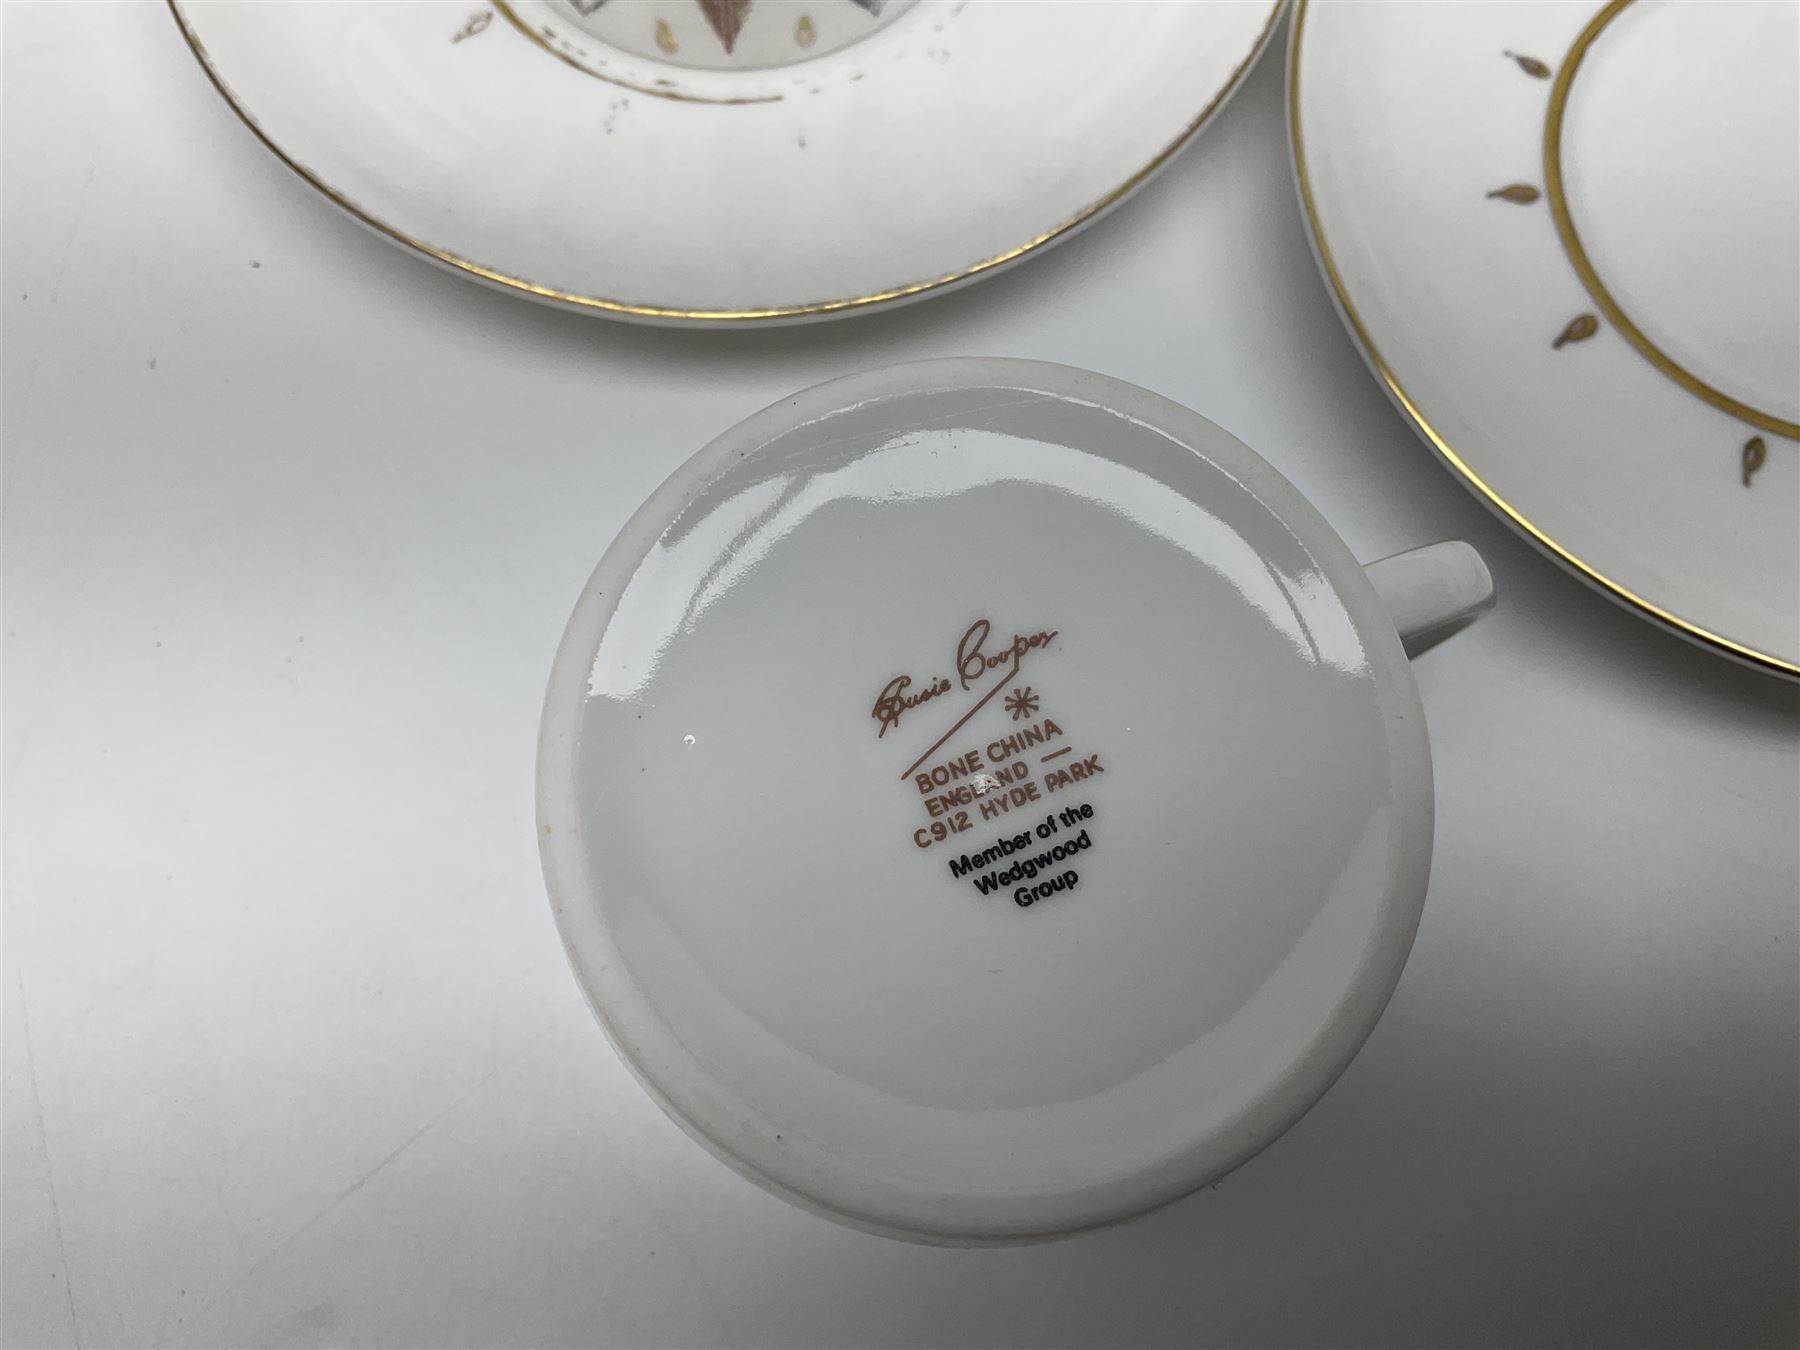 Susie Cooper
BONE CHINA
ENGLAND —
C912 HYDE PARK
Member of the
Wedgwood
Group